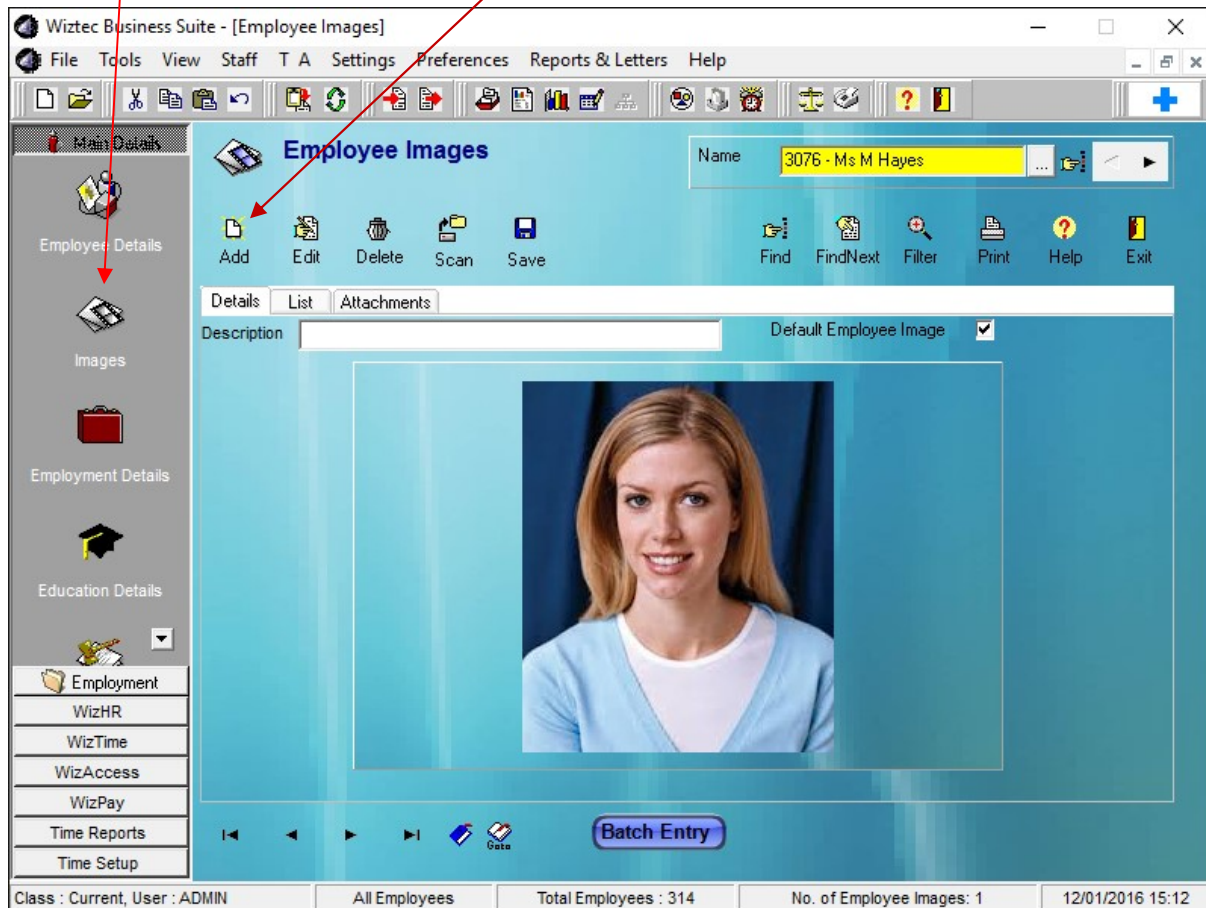 Wiztec Business Suite - [Employee Images]
File Tools View Staff T A Settings Preferences Reports & Letters Help
Main Details
Employee Images
Name 3076 - Ms M Hayes ...
Employee Details
Add Edit Delete Scan Save Find FindNext Filter Print Help Exit
Details List Attachments
Description Default Employee Image
Images
Employment Details
Education Details
Employment
WizHR
WizTime
WizAccess
WizPay
Time Reports
Goto Batch Entry
Time Setup
Class : Current, User : ADMIN All Employees Total Employees : 314 No. of Employee Images: 1 12/01/2016 15:12